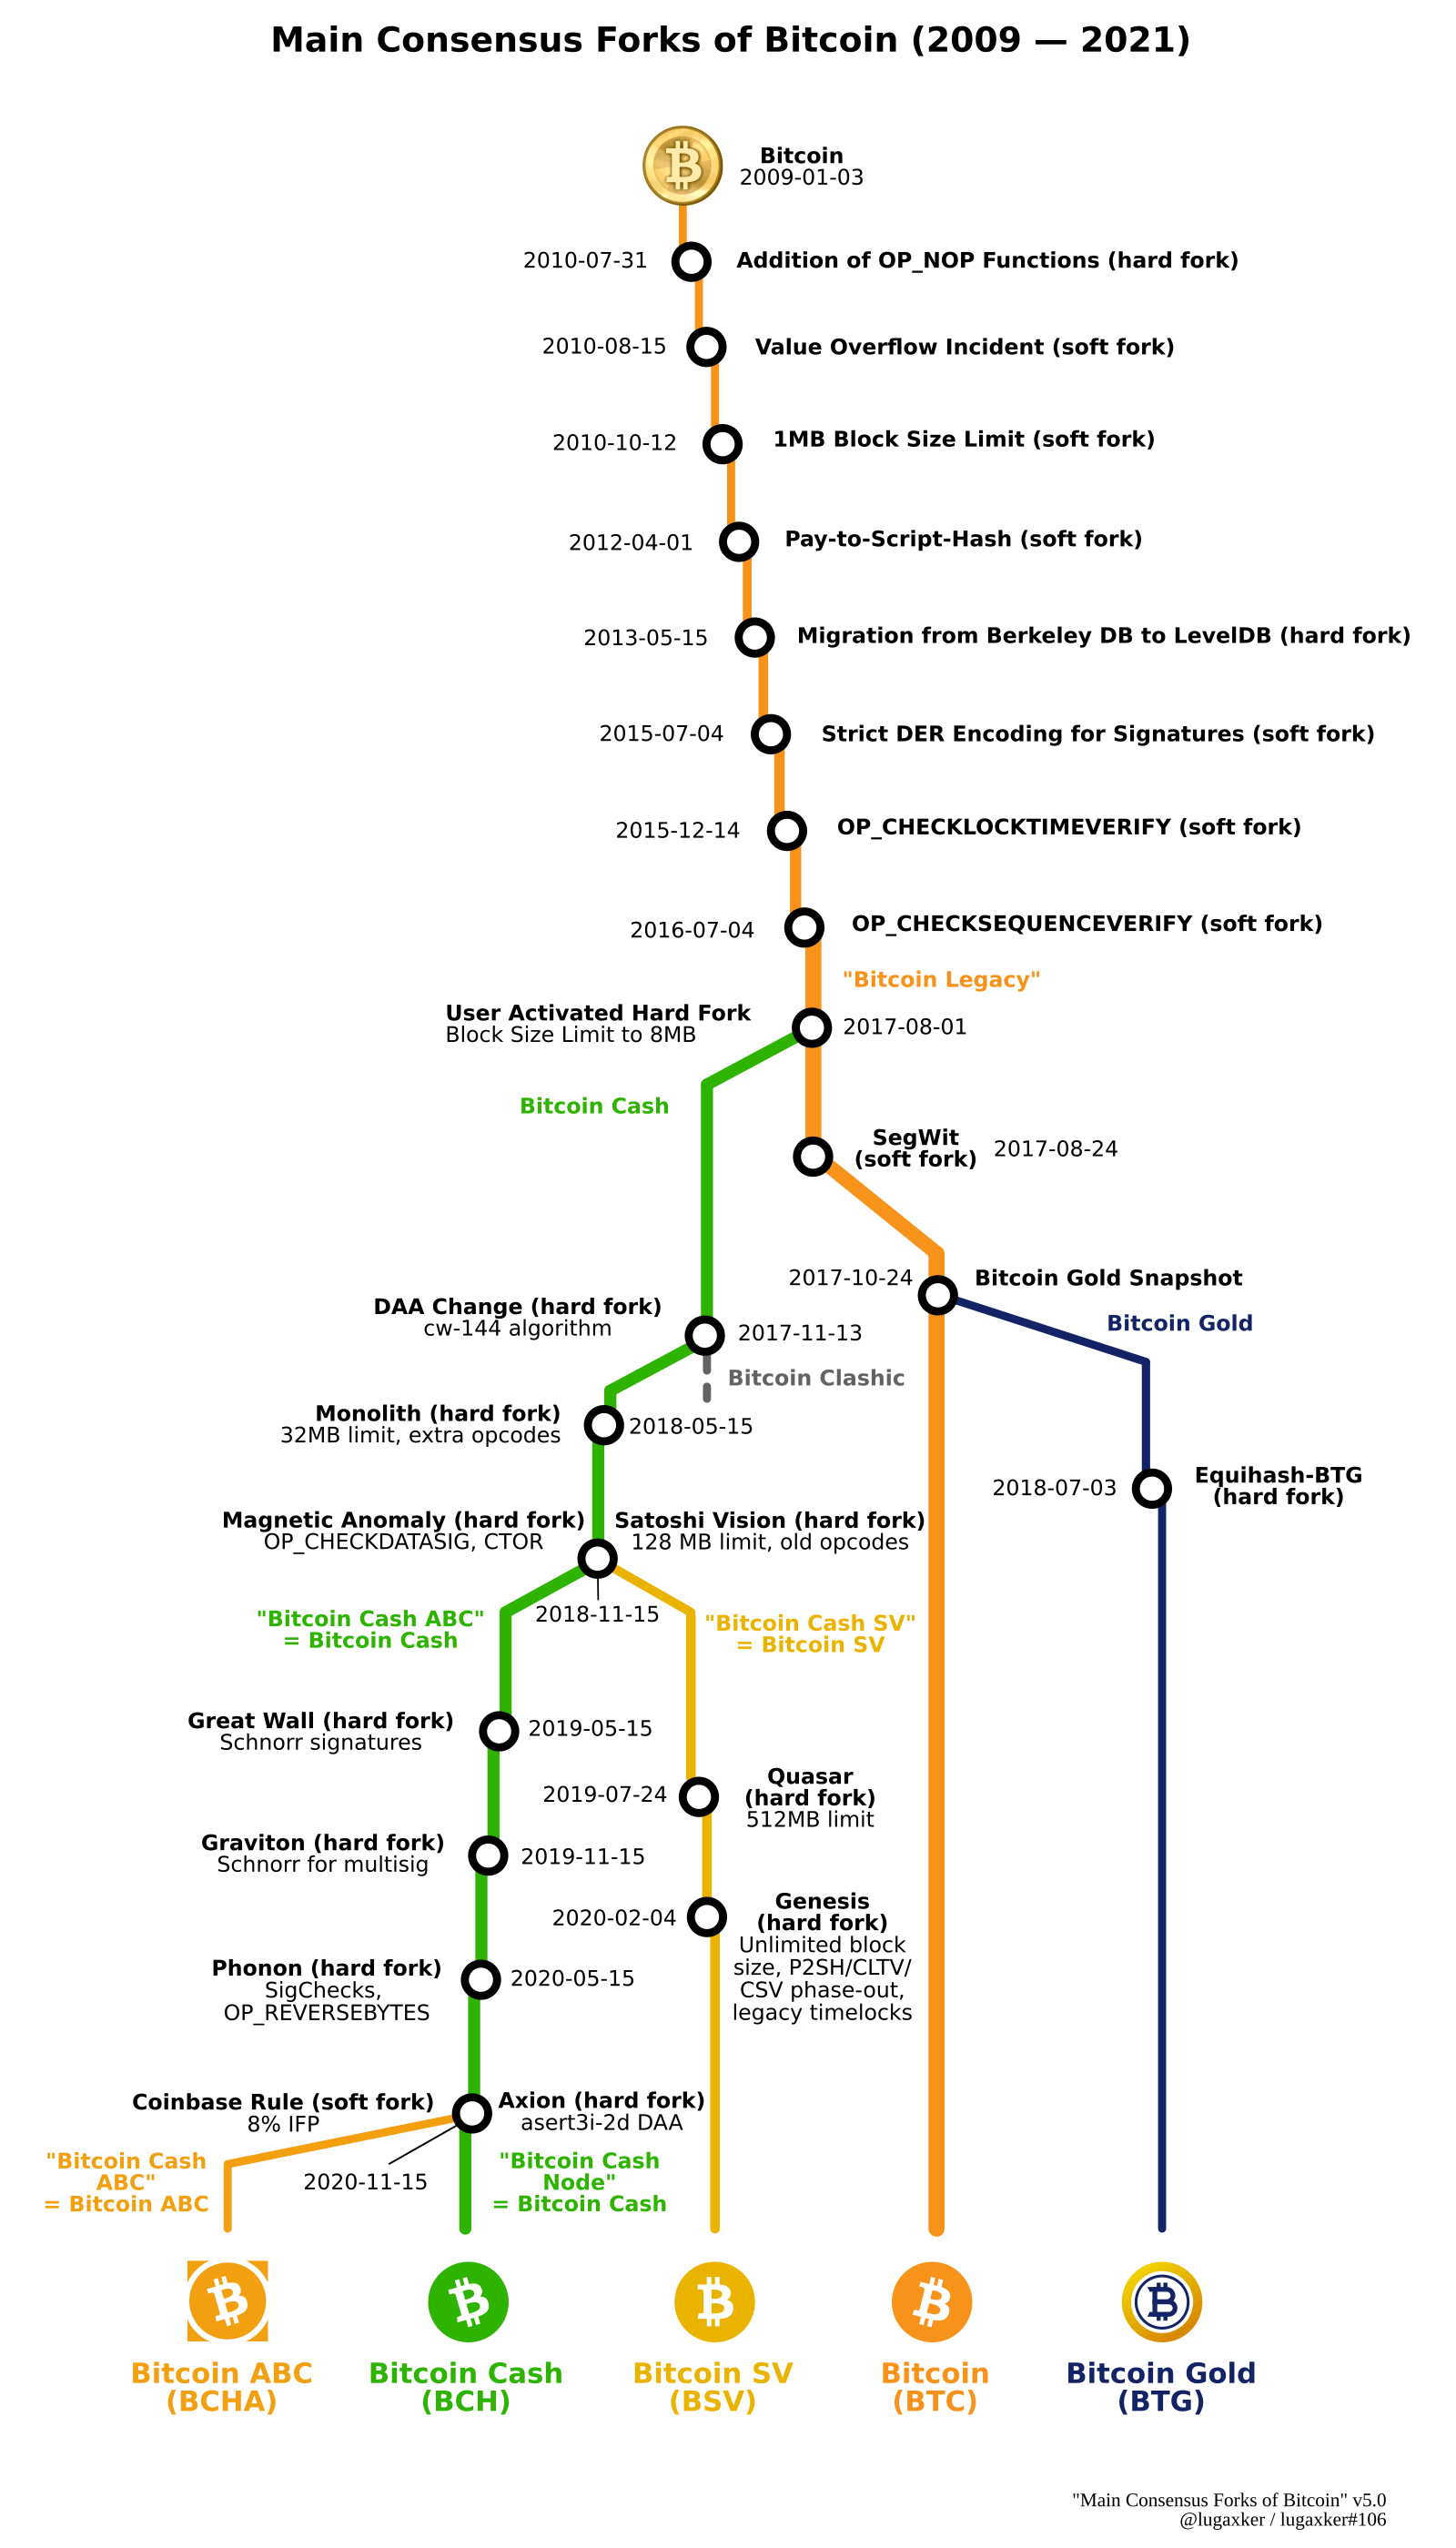 Main Consensus Forks of Bitcoin (2009 — 2021)
Bitcoin
2009-01-03
2010-07-31
Addition of OP_NOP Functions (hard fork)
2010-08-15
Value Overflow Incident (soft fork)
2010-10-12
1MB Block Size Limit (soft fork)
2012-04-01
Pay-to-Script-Hash (soft fork)
2013-05-15
Migration from Berkeley DB to LevelDB (hard fork)
2015-07-04
Strict DER Encoding for Signatures (soft fork)
2015-12-14
OP_CHECKLOCKTIMEVERIFY (soft fork)
2016-07-04
OP_CHECKSEQUENCEVERIFY (soft fork)
"Bitcoin Legacy"
User Activated Hard Fork
Block Size Limit to 8MB
2017-08-01
Bitcoin Cash
SegWit
(soft fork)
2017-08-24
2017-10-24
Bitcoin Gold Snapshot
Bitcoin Gold
DAA Change (hard fork)
cw-144 algorithm
2017-11-13
Bitcoin Clashic
Monolith (hard fork)
32MB limit, extra opcodes
2018-05-15
2018-07-03
Equihash-BTG
(hard fork)
Magnetic Anomaly (hard fork)
OP_CHECKDATASIG, CTOR
Satoshi Vision (hard fork)
128 MB limit, old opcodes
2018-11-15
"Bitcoin Cash ABC"
= Bitcoin Cash
"Bitcoin Cash SV"
= Bitcoin SV
Great Wall (hard fork)
Schnorr signatures
2019-05-15
2019-07-24
Quasar
(hard fork)
512MB limit
Graviton (hard fork)
Schnorr for multisig
2019-11-15
2020-02-04
Genesis
(hard fork)
Unlimited block
size, P2SH/CLTV/
CSV phase-out,
legacy timelocks
Phonon (hard fork)
SigChecks,
OP_REVERSEBYTES
2020-05-15
Coinbase Rule (soft fork)
8% IFP
Axion (hard fork)
asert3i-2d DAA
2020-11-15
"Bitcoin Cash
ABC"
= Bitcoin ABC
"Bitcoin Cash
Node"
= Bitcoin Cash
Bitcoin ABC
(BCHA)
Bitcoin Cash
(BCH)
Bitcoin SV
(BSV)
Bitcoin
(BTC)
Bitcoin Gold
(BTG)
"Main Consensus Forks of Bitcoin" v5.0
@lugaxker / lugaxker#106